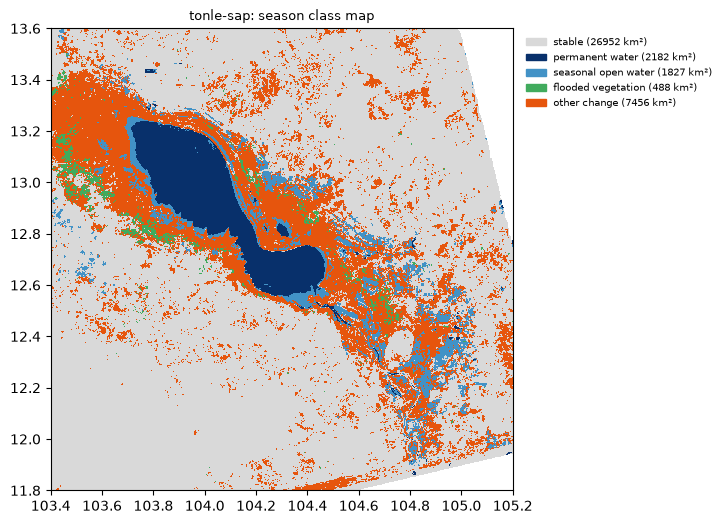 tonle-sap: season class map
stable (26952 km²)
permanent water (2182 km²)
seasonal open water (1827 km²)
flooded vegetation (488 km²)
other change (7456 km²)
13.6
13.4
13.2
13.0
12.8
12.6
12.4
12.2
12.0
11.8
103.4 103.6 103.8 104.0 104.2 104.4 104.6 104.8 105.0 105.2